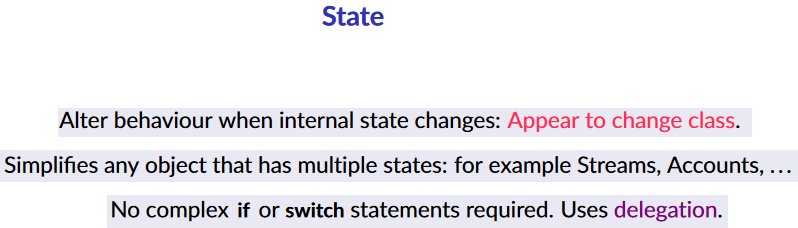 State
Alter behaviour when internal state changes: Appear to change class.
Simplifies any object that has multiple states: for example Streams, Accounts, ...
No complex if or switch statements required. Uses delegation.